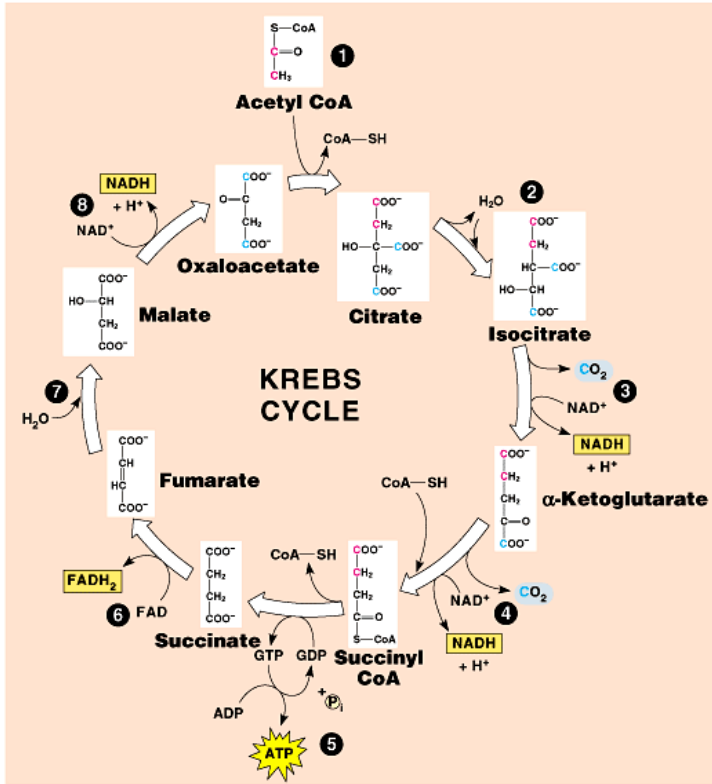 S—CoA
C=O
CH₃
1
Acetyl CoA
CoA—SH
NADH
+ H⁺
8
NAD⁺
COO⁻
O—C
CH₂
COO⁻
Oxaloacetate
COO⁻
CH₂
HO—C—COO⁻
CH₂
COO⁻
Citrate
H₂O
2
COO⁻
CH₂
HC—COO⁻
HO—CH
COO⁻
Isocitrate
COO⁻
HO—CH
CH₂
COO⁻
Malate
KREBS
CYCLE
CO₂
3
NAD⁺
NADH
+ H⁺
7
H₂O
COO⁻
CH
HC
COO⁻
Fumarate
CoA—SH
COO⁻
CH₂
CH₂
C—O
COO⁻
α-Ketoglutarate
FADH₂
6
FAD
COO⁻
CH₂
CH₂
COO⁻
Succinate
CoA—SH
COO⁻
CH₂
CH₂
C=O
S—CoA
Succinyl
CoA
NAD⁺
4
CO₂
NADH
+ H⁺
GTP
GDP
+
Pi
ADP
ATP
5